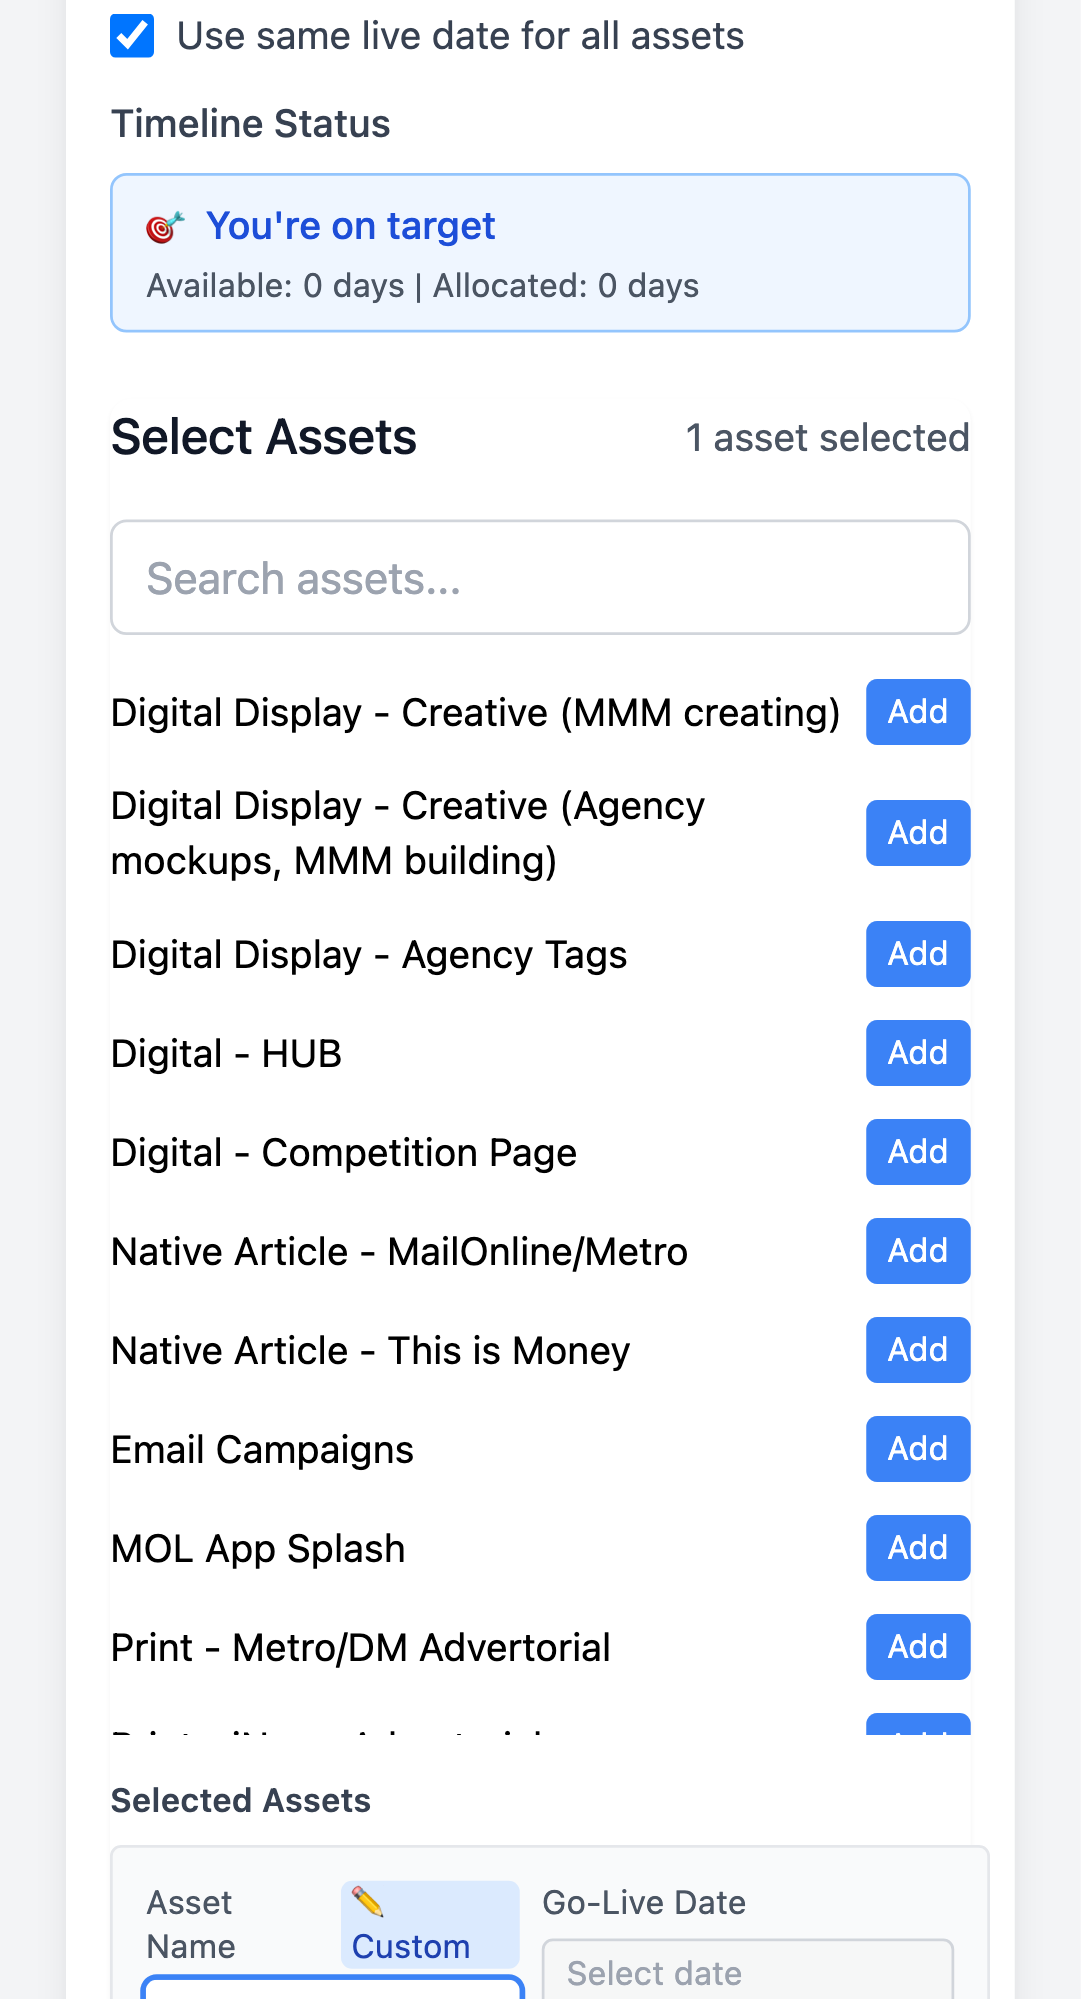 Use same live date for all assets
Timeline Status
You're on target
Available: 0 days | Allocated: 0 days
Select Assets
1 asset selected
Search assets...
Digital Display - Creative (MMM creating)
Add
Digital Display - Creative (Agency
mockups, MMM building)
Add
Digital Display - Agency Tags
Add
Digital - HUB
Add
Digital - Competition Page
Add
Native Article - MailOnline/Metro
Add
Native Article - This is Money
Add
Email Campaigns
Add
MOL App Splash
Add
Print - Metro/DM Advertorial
Add
Selected Assets
Asset
Name
Custom
Go-Live Date
Select date